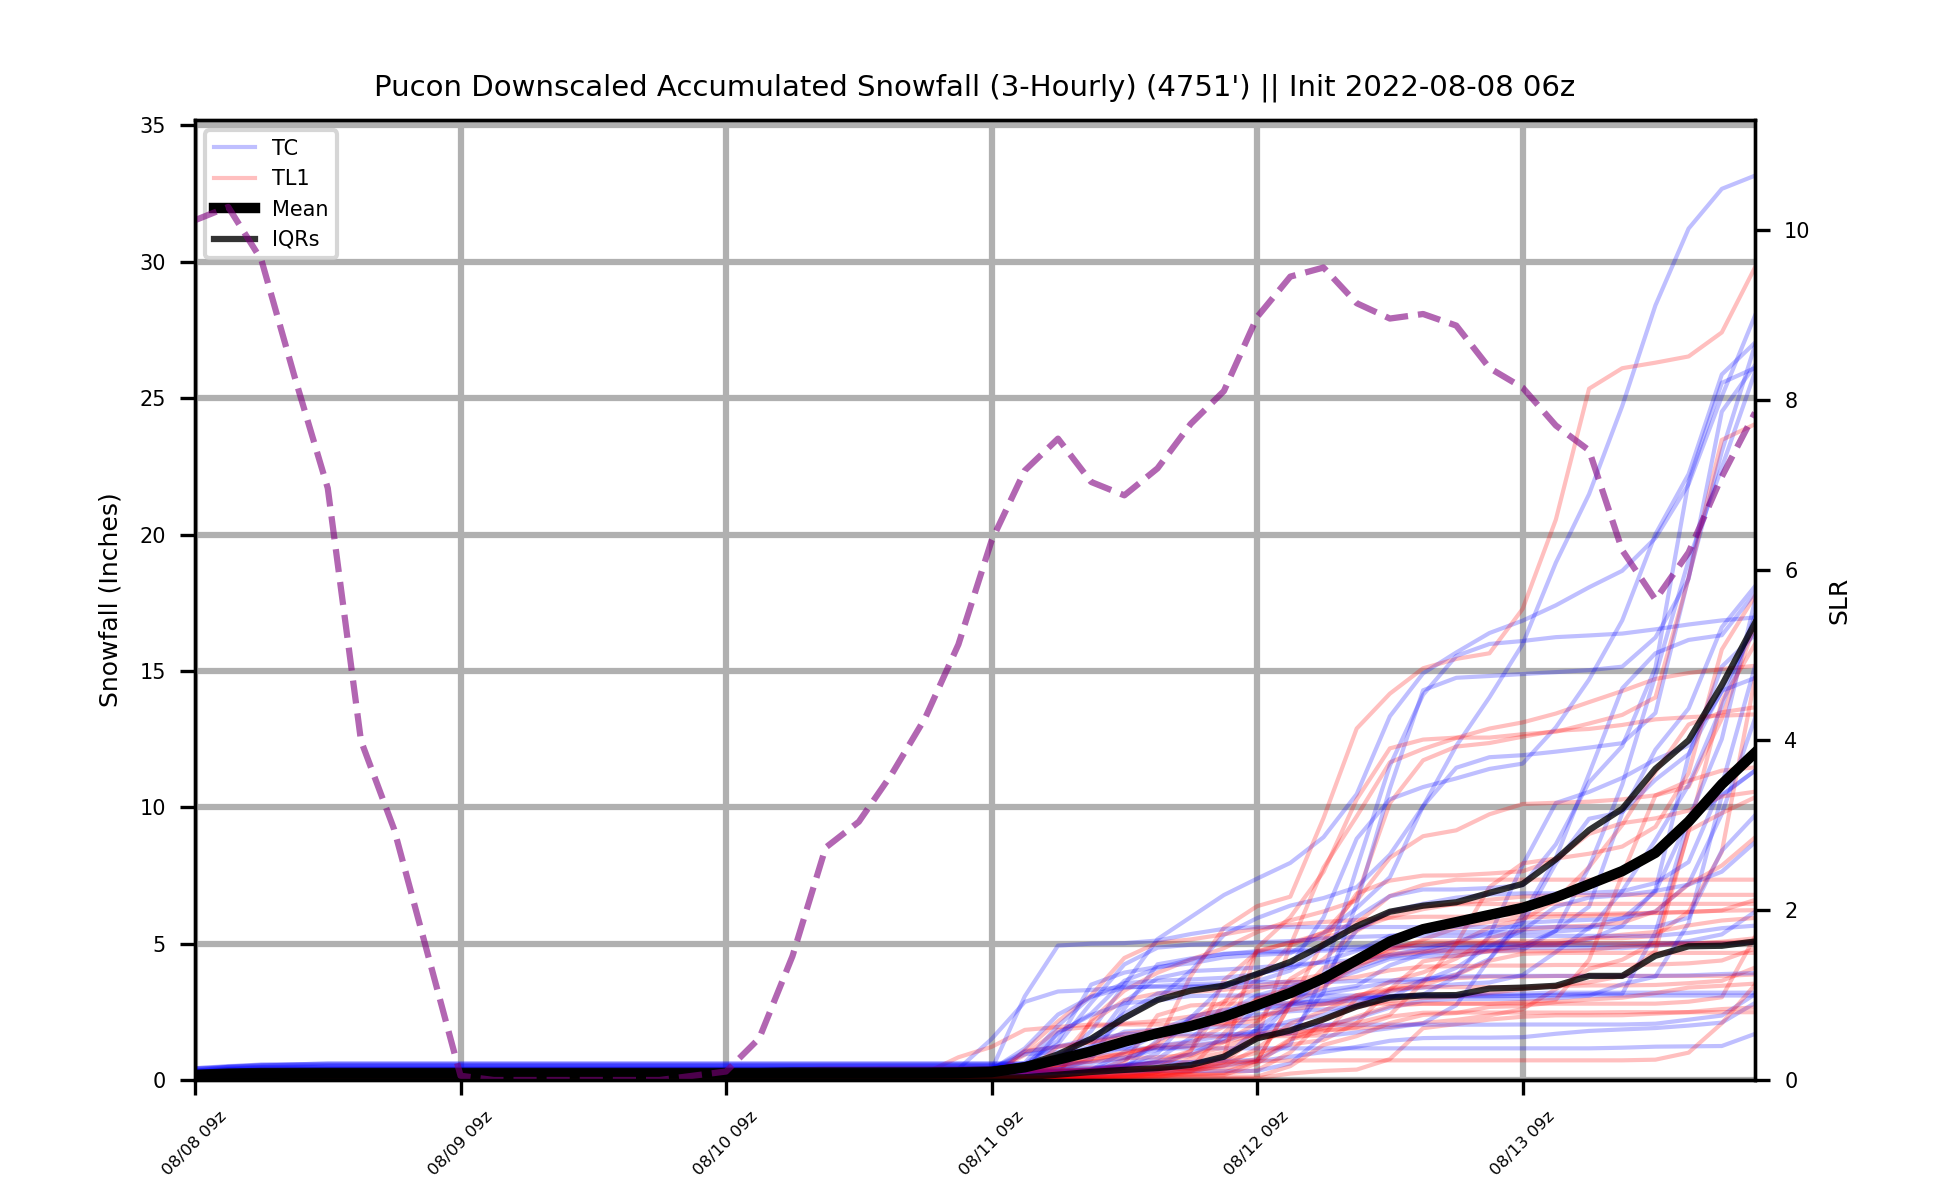 Pucon Downscaled Accumulated Snowfall (3-Hourly) (4751') || Init 2022-08-08 06z
TC
TL1
Mean
IQRs
35
30
25
20
15
10
5
0
Snowfall (Inches)
10
8
6
4
2
0
SLR
08/08 09z
08/09 09z
08/10 09z
08/11 09z
08/12 09z
08/13 09z